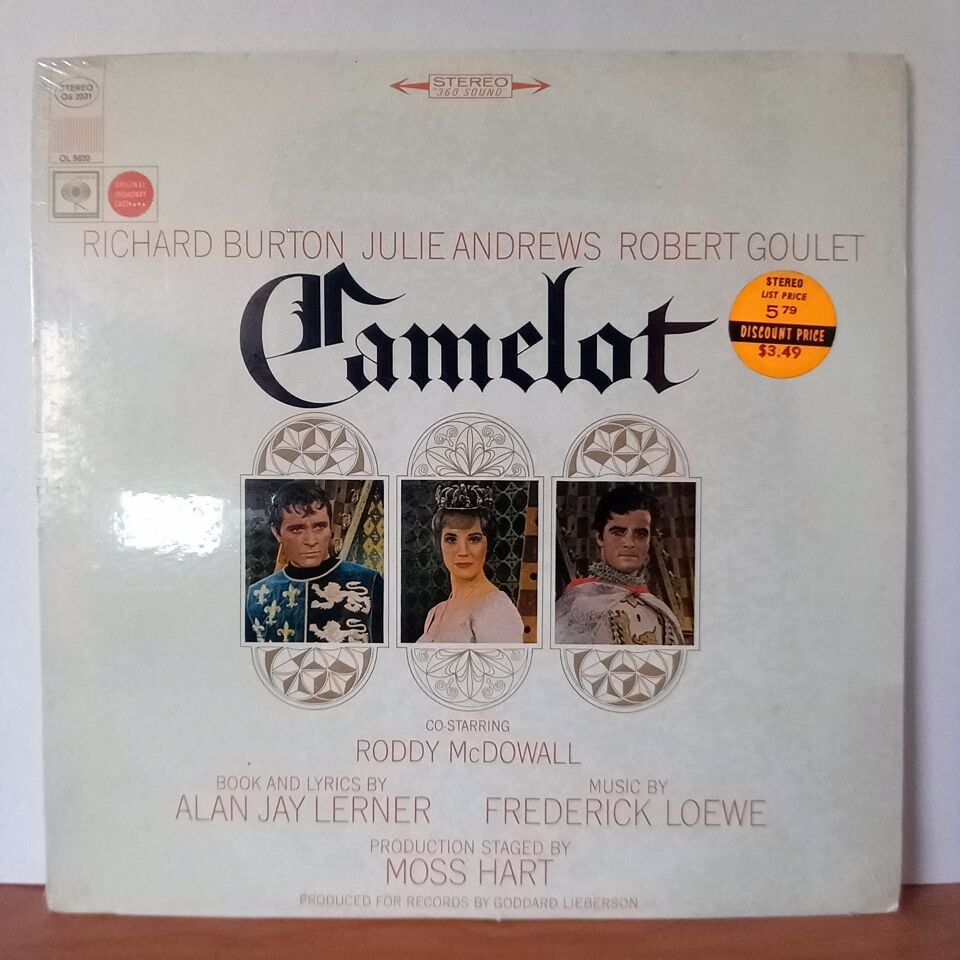 STEREO
OS 2031
OL 5620
ORIGINAL
BROADWAY
CAST
STEREO
"360 SOUND"
RICHARD BURTON JULIE ANDREWS ROBERT GOULET
Camelot
STEREO
LIST PRICE
5 79
DISCOUNT PRICE
$3.49
CO-STARRING
RODDY McDOWALL
BOOK AND LYRICS BY
ALAN JAY LERNER
MUSIC BY
FREDERICK LOEWE
PRODUCTION STAGED BY
MOSS HART
PRODUCED FOR RECORDS BY GODDARD LIEBERSON